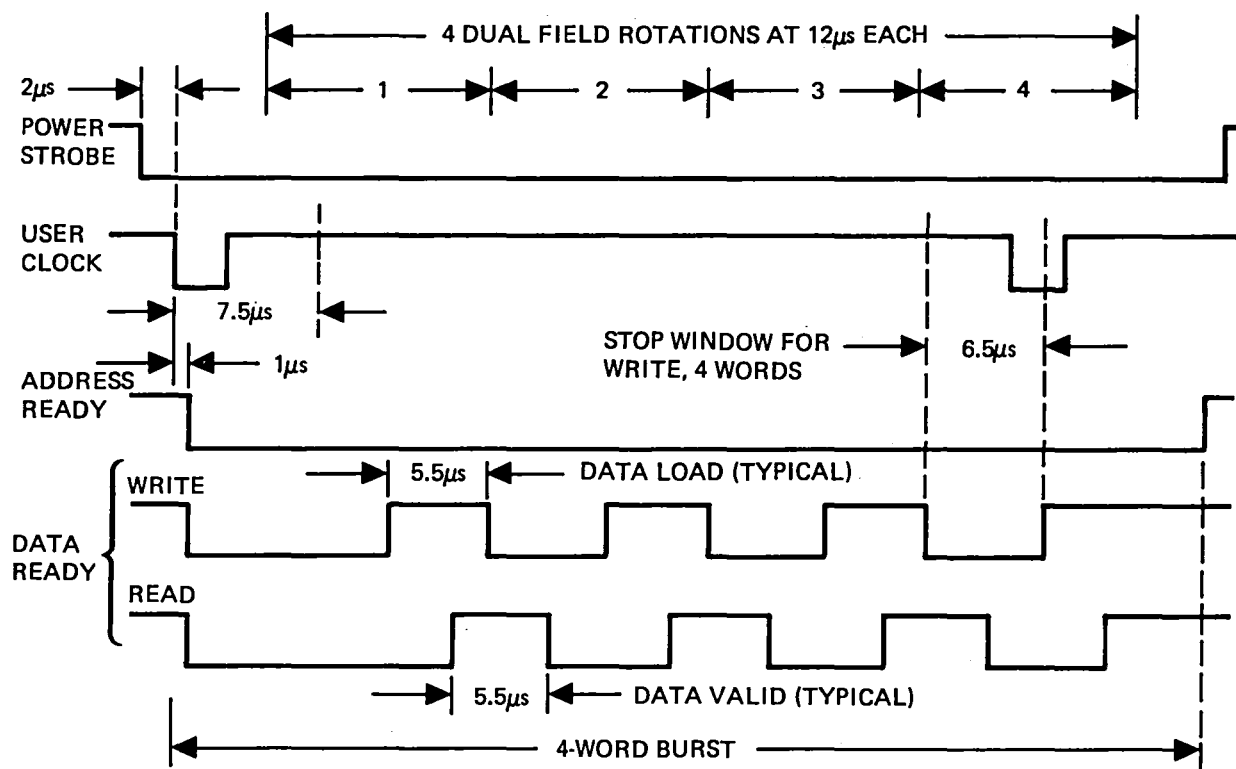 4 DUAL FIELD ROTATIONS AT 12μs EACH
2μs
1
2
3
4
POWER
STROBE
USER
CLOCK
7.5μs
STOP WINDOW FOR
WRITE, 4 WORDS
6.5μs
1μs
ADDRESS
READY
5.5μs
DATA LOAD (TYPICAL)
WRITE
DATA
READY
READ
5.5μs
DATA VALID (TYPICAL)
4-WORD BURST